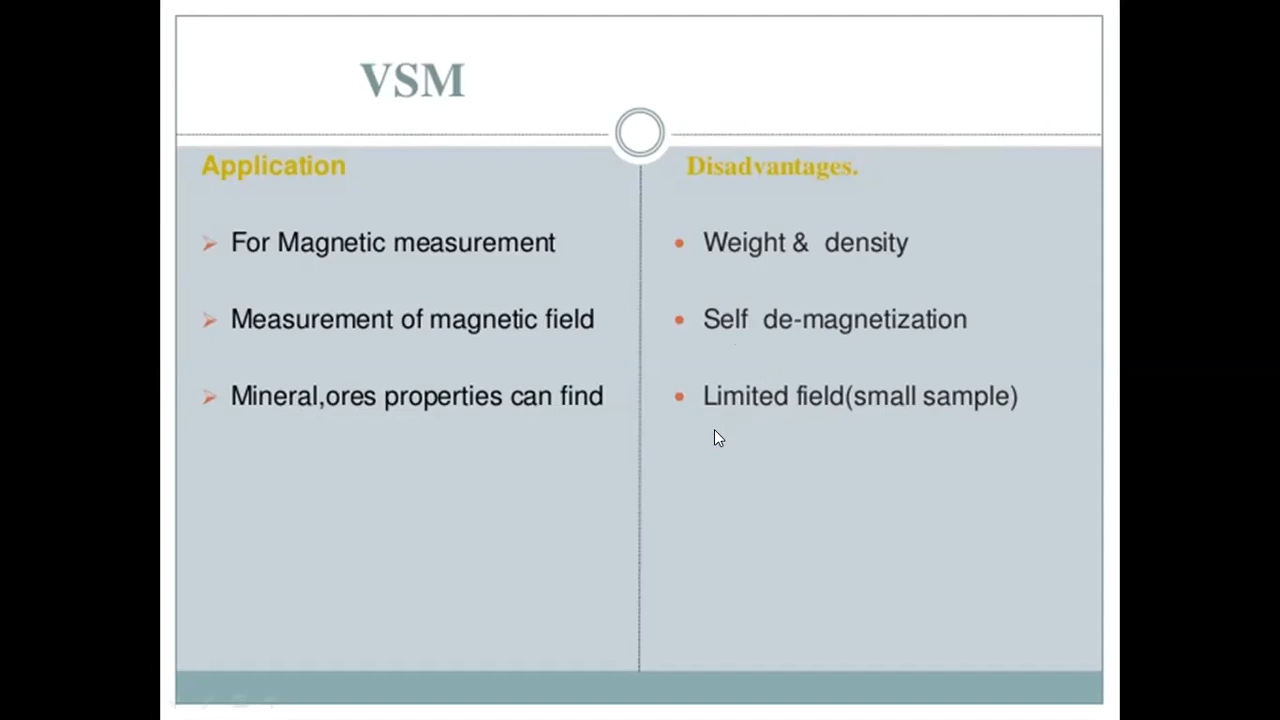 VSM
Application
For Magnetic measurement
Measurement of magnetic field
Mineral,ores properties can find
Disadvantages.
Weight & density
Self de-magnetization
Limited field(small sample)